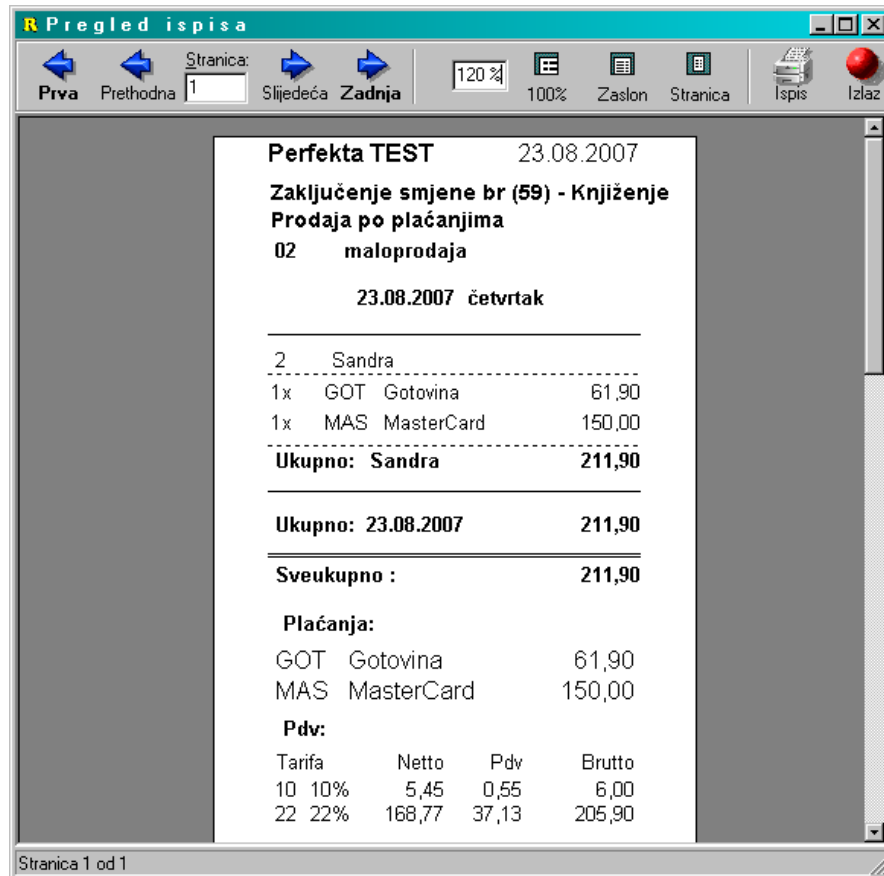 R Pregled ispisa
Prva Prethodna Stranica: 1 Slijedeća Zadnja 120 % 100% Zaslon Stranica Ispis Izlaz
Perfekta TEST 23.08.2007
Zaključenje smjene br (59) - Knjiženje
Prodaja po plaćanjima
02 maloprodaja
23.08.2007 četvrtak
2 Sandra
1x GOT Gotovina 61,90
1x MAS MasterCard 150,00
Ukupno: Sandra 211,90
Ukupno: 23.08.2007 211,90
Sveukupno : 211,90
Plaćanja:
GOT Gotovina 61,90
MAS MasterCard 150,00
Pdv:
Tarifa Netto Pdv Brutto
10 10% 5,45 0,55 6,00
22 22% 168,77 37,13 205,90
Stranica 1 od 1